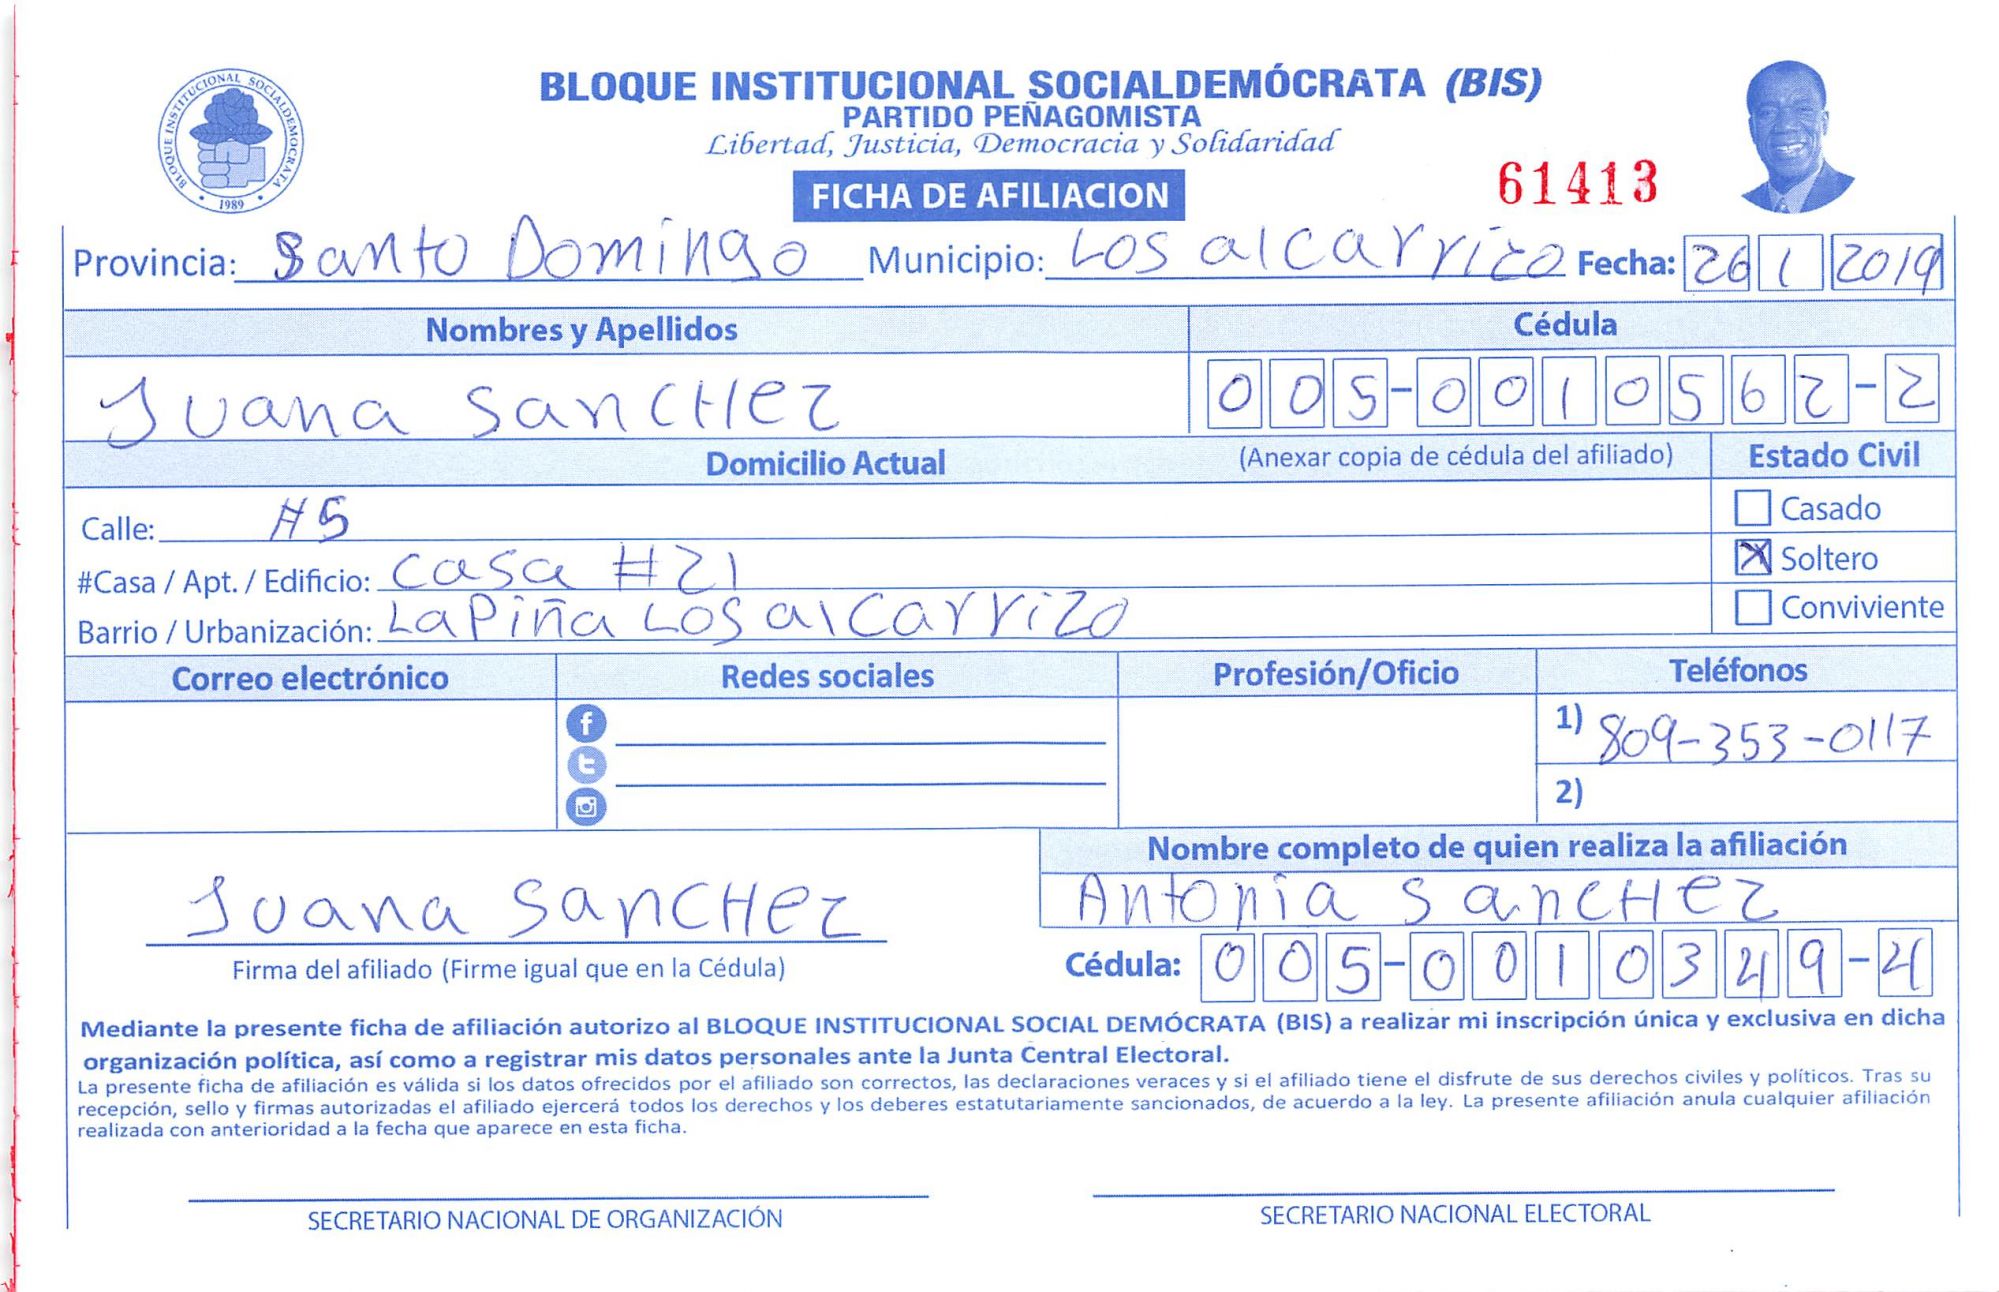 BLOQUE INSTITUCIONAL SOCIALDEMOCRATA
1989
BLOQUE INSTITUCIONAL SOCIALDEMÓCRATA (BIS)
PARTIDO PEÑAGOMISTA
Libertad, Justicia, Democracia y Solidaridad
FICHA DE AFILIACION
61413
Provincia: Santo Domingo Municipio: Los alcarrizo Fecha: 26 1 2019
Nombres y Apellidos Cédula
Juana SanCHez 005-0010562-2
Domicilio Actual (Anexar copia de cédula del afiliado) Estado Civil
Calle: #5 Casado
#Casa / Apt. / Edificio: Casa #21 Soltero
Barrio / Urbanización: La Piña Los alcarrizo Conviviente
Correo electrónico Redes sociales Profesión/Oficio Teléfonos
1) 809-353-0117
2)
Nombre completo de quien realiza la afiliación
Juana SanCHez Antonia SanCHez
Firma del afiliado (Firme igual que en la Cédula) Cédula: 005-0010349-4
Mediante la presente ficha de afiliación autorizo al BLOQUE INSTITUCIONAL SOCIAL DEMÓCRATA (BIS) a realizar mi inscripción única y exclusiva en dicha
organización política, así como a registrar mis datos personales ante la Junta Central Electoral.
La presente ficha de afiliación es válida si los datos ofrecidos por el afiliado son correctos, las declaraciones veraces y si el afiliado tiene el disfrute de sus derechos civiles y políticos. Tras su
recepción, sello y firmas autorizadas el afiliado ejercerá todos los derechos y los deberes estatutariamente sancionados, de acuerdo a la ley. La presente afiliación anula cualquier afiliación
realizada con anterioridad a la fecha que aparece en esta ficha.
SECRETARIO NACIONAL DE ORGANIZACIÓN SECRETARIO NACIONAL ELECTORAL